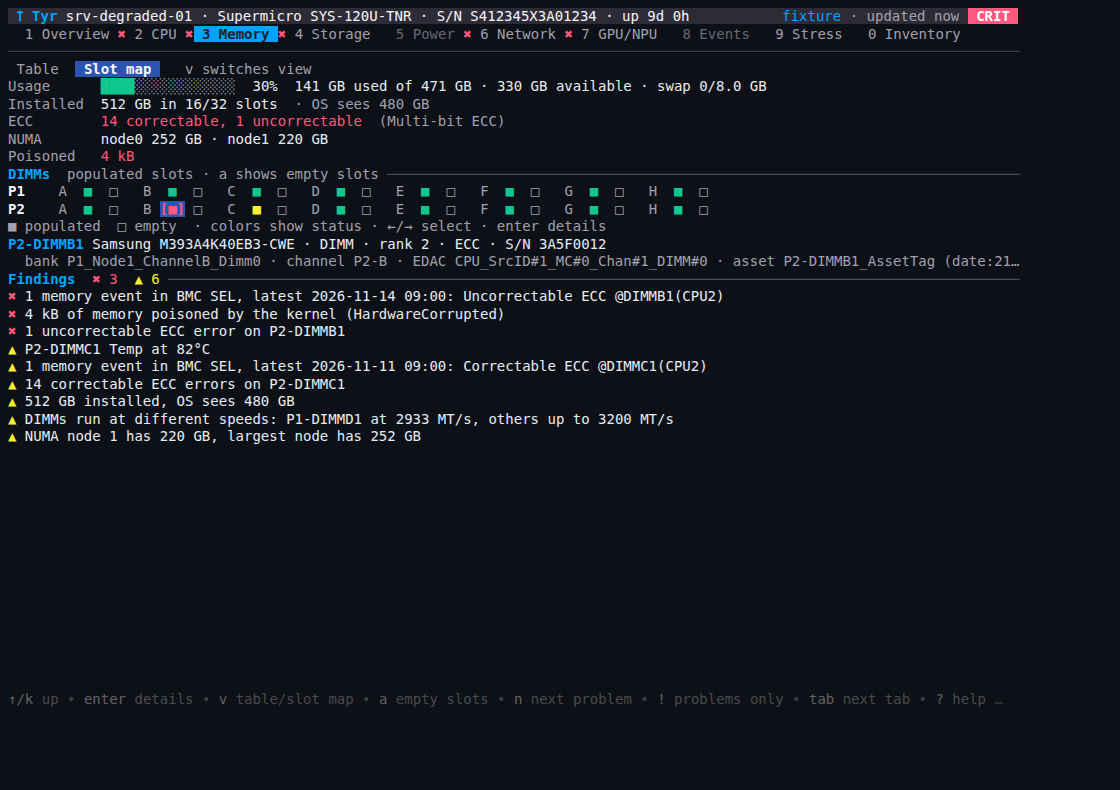 ↑ Tyr srv-degraded-01 · Supermicro SYS-120U-TNR · S/N S412345X3A01234 · up 9d 0h fixture · updated now CRIT
1 Overview ✖ 2 CPU ✖ 3 Memory ✖ 4 Storage 5 Power ✖ 6 Network ✖ 7 GPU/NPU 8 Events 9 Stress 0 Inventory
Table Slot map v switches view
Usage 30% 141 GB used of 471 GB · 330 GB available · swap 0/8.0 GB
Installed 512 GB in 16/32 slots · OS sees 480 GB
ECC 14 correctable, 1 uncorrectable (Multi-bit ECC)
NUMA node0 252 GB · node1 220 GB
Poisoned 4 kB
DIMMs populated slots · a shows empty slots
P1 A ■ □ B ■ □ C ■ □ D ■ □ E ■ □ F ■ □ G ■ □ H ■ □
P2 A ■ □ B [■] □ C ■ □ D ■ □ E ■ □ F ■ □ G ■ □ H ■ □
■ populated □ empty · colors show status · ←/→ select · enter details
P2-DIMMB1 Samsung M393A4K40EB3-CWE · DIMM · rank 2 · ECC · S/N 3A5F0012
bank P1_Node1_ChannelB_Dimm0 · channel P2-B · EDAC CPU_SrcID#1_MC#0_Chan#1_DIMM#0 · asset P2-DIMMB1_AssetTag (date:21…
Findings ✖ 3 ▲ 6
✖ 1 memory event in BMC SEL, latest 2026-11-14 09:00: Uncorrectable ECC @DIMMB1(CPU2)
✖ 4 kB of memory poisoned by the kernel (HardwareCorrupted)
✖ 1 uncorrectable ECC error on P2-DIMMB1
▲ P2-DIMMC1 Temp at 82°C
▲ 1 memory event in BMC SEL, latest 2026-11-11 09:00: Correctable ECC @DIMMC1(CPU2)
▲ 14 correctable ECC errors on P2-DIMMC1
▲ 512 GB installed, OS sees 480 GB
▲ DIMMs run at different speeds: P1-DIMMD1 at 2933 MT/s, others up to 3200 MT/s
▲ NUMA node 1 has 220 GB, largest node has 252 GB
↑/k up • enter details • v table/slot map • a empty slots • n next problem • ! problems only • tab next tab • ? help …